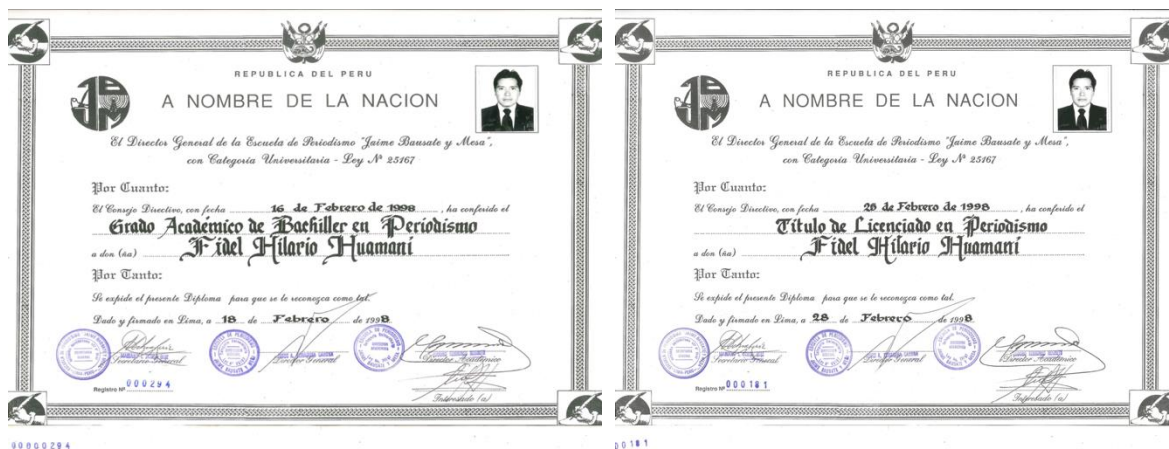 REPUBLICA DEL PERU
A NOMBRE DE LA NACION
El Director General de la Escuela de Periodismo "Jaime Bausate y Mesa",
con Categoría Universitaria - Ley Nº 25167
Por Cuanto:
El Consejo Directivo, con fecha 16 de Febrero de 1998, ha conferido el
Grado Académico de Bachiller en Periodismo
a don (ña) Fidel Hilario Huamaní
Por Tanto:
Se expide el presente Diploma para que se le reconozca como tal.
Dado y firmado en Lima, a 18 de Febrero de 1998
Secretario General
Director General
Director Académico
Registro Nº 000294
Interesado (a)
00000294
REPUBLICA DEL PERU
A NOMBRE DE LA NACION
El Director General de la Escuela de Periodismo "Jaime Bausate y Mesa",
con Categoría Universitaria - Ley Nº 25167
Por Cuanto:
El Consejo Directivo, con fecha 26 de Febrero de 1998, ha conferido el
Título de Licenciado en Periodismo
a don (ña) Fidel Hilario Huamaní
Por Tanto:
Se expide el presente Diploma para que se le reconozca como tal.
Dado y firmado en Lima, a 28 de Febrero de 1998
Secretario General
Director General
Director Académico
Registro Nº 000181
Interesado (a)
00181